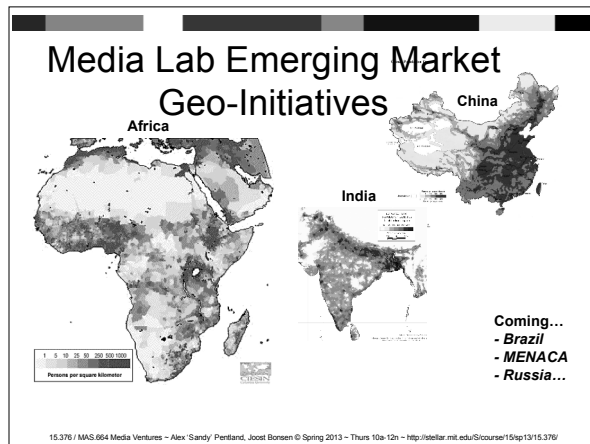 Media Lab Emerging Market
Geo-Initiatives
China
Africa
India
1 5 10 25 50 250 500 1000
Persons per square kilometer
CIESIN
Coming…
- Brazil
- MENACA
- Russia…
15.376 / MAS.664 Media Ventures ~ Alex ‘Sandy’ Pentland, Joost Bonsen © Spring 2013 ~ Thurs 10a-12n ~ http://stellar.mit.edu/S/course/15/sp13/15.376/